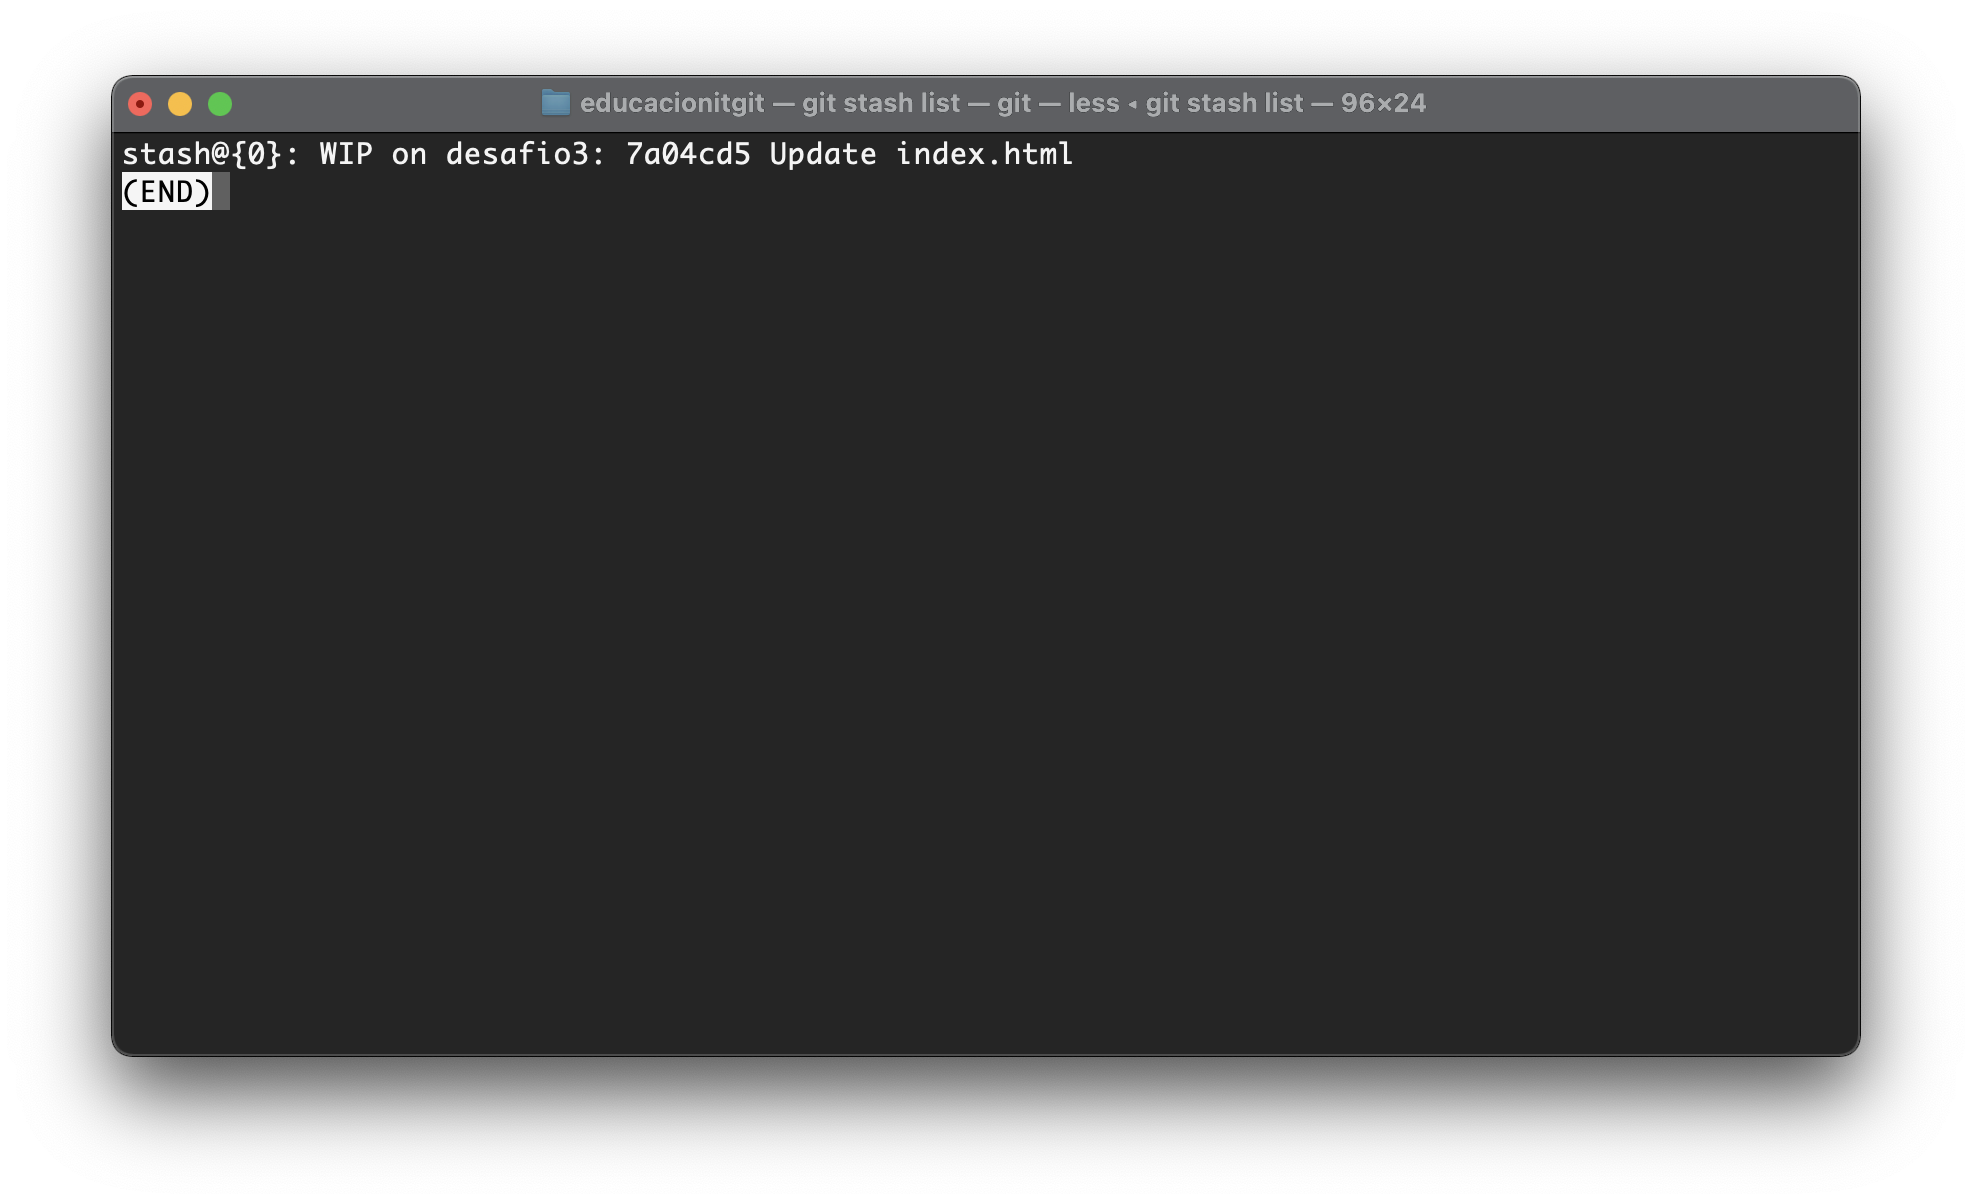 educacionitgit — git stash list — git — less ◂ git stash list — 96×24
stash@{0}: WIP on desafio3: 7a04cd5 Update index.html
(END)